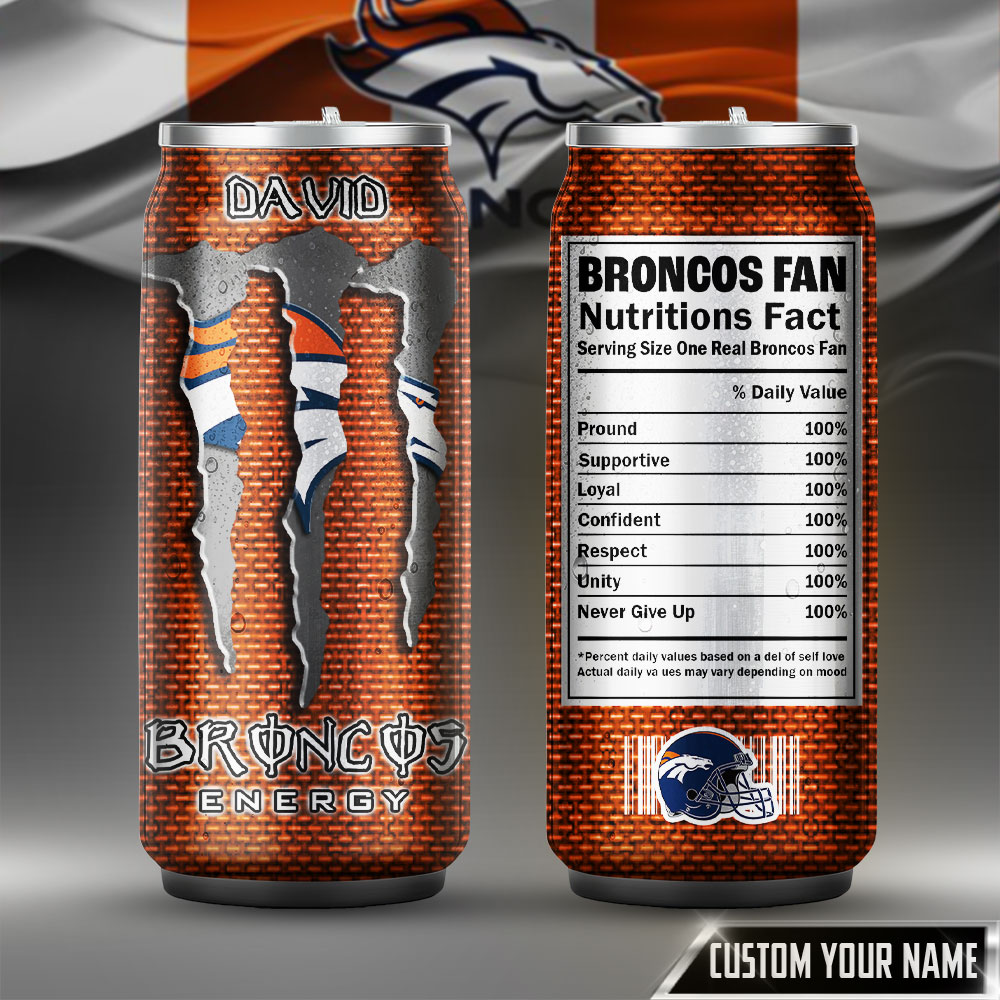 DAVID
BRONCOS
ENERGY
BRONCOS FAN
Nutritions Fact
Serving Size One Real Broncos Fan
% Daily Value
Pround 100%
Supportive 100%
Loyal 100%
Confident 100%
Respect 100%
Unity 100%
Never Give Up 100%
*Percent daily values based on a del of self love
Actual daily va ues may vary depending on mood
CUSTOM YOUR NAME